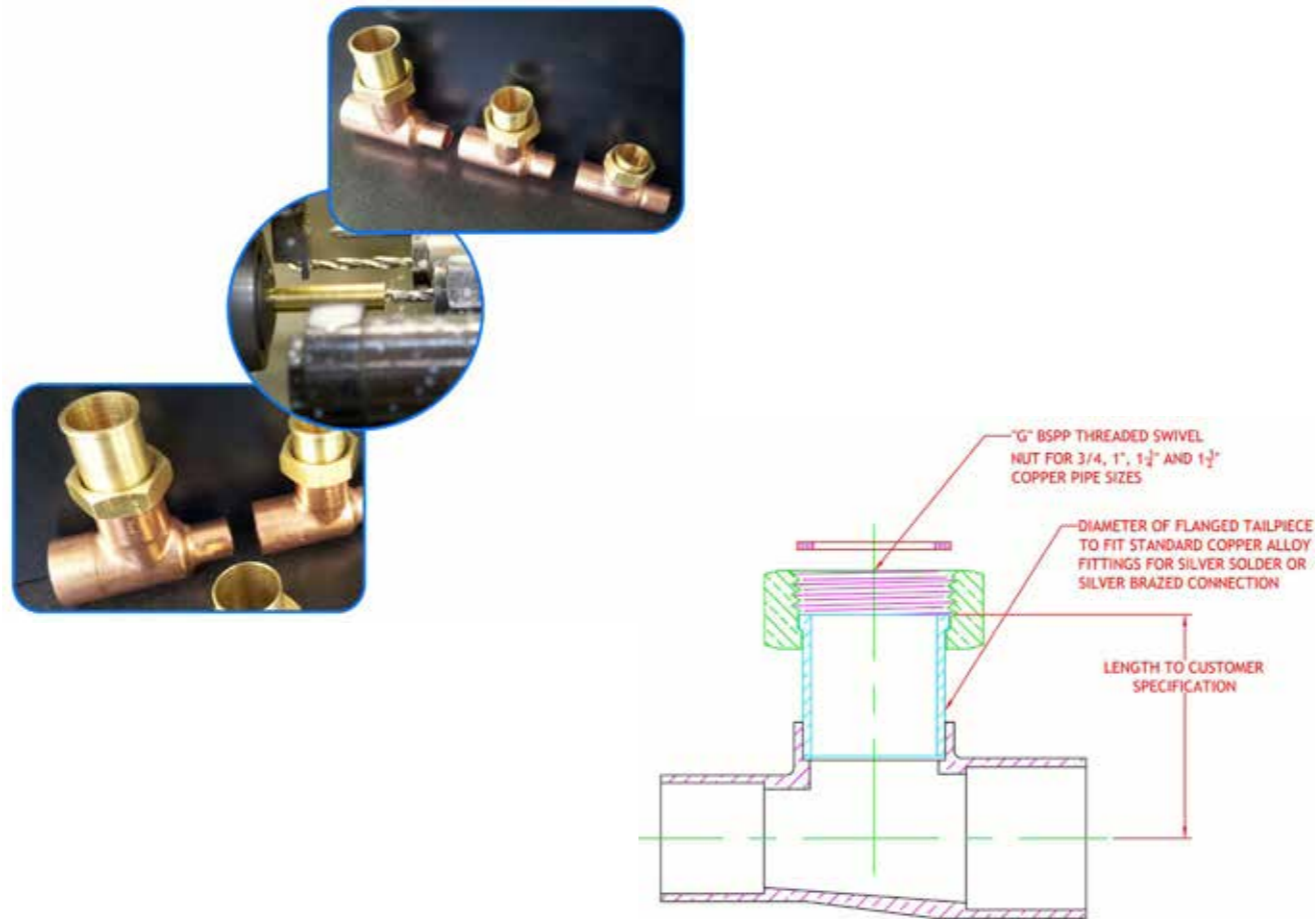 "G" BSPP THREADED SWIVEL
NUT FOR 3/4, 1", 1¼" AND 1½"
COPPER PIPE SIZES
DIAMETER OF FLANGED TAILPIECE
TO FIT STANDARD COPPER ALLOY
FITTINGS FOR SILVER SOLDER OR
SILVER BRAZED CONNECTION
LENGTH TO CUSTOMER
SPECIFICATION